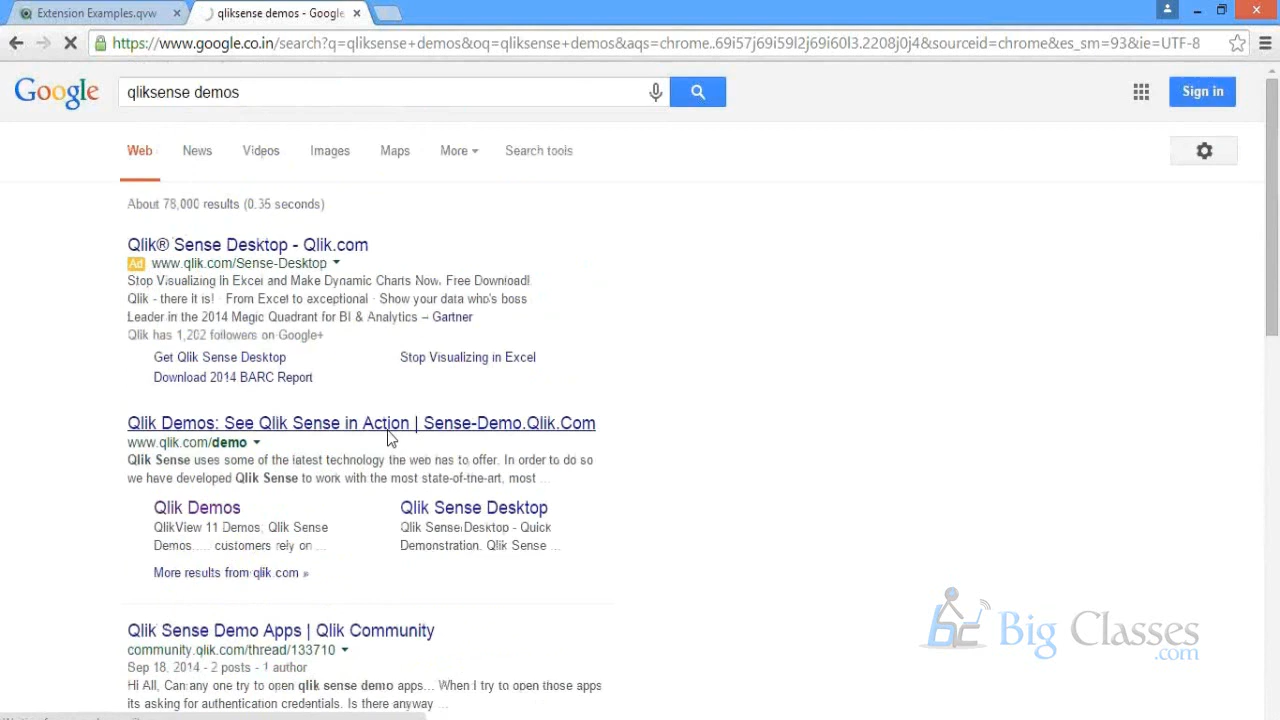 Extension Examples.qvw
qliksense demos - Google
https://www.google.co.in/search?q=qliksense+demos&oq=qliksense+demos&aqs=chrome..69i57j69i59l2j69i60l3.2208j0j4&sourceid=chrome&es_sm=93&ie=UTF-8
Google
qliksense demos
Sign in
Web
News
Videos
Images
Maps
More
Search tools
About 78,000 results (0.35 seconds)
Qlik® Sense Desktop - Qlik.com
Ad www.qlik.com/Sense-Desktop
Stop Visualizing In Excel and Make Dynamic Charts Now. Free Download!
Qlik - there it is! · From Excel to exceptional · Show your data who's boss
Leader in the 2014 Magic Quadrant for BI & Analytics – Gartner
Qlik has 1,202 followers on Google+
Get Qlik Sense Desktop
Stop Visualizing in Excel
Download 2014 BARC Report
Qlik Demos: See Qlik Sense in Action | Sense-Demo.Qlik.Com
www.qlik.com/demo
Qlik Sense uses some of the latest technology the web has to offer. In order to do so
we have developed Qlik Sense to work with the most state-of-the-art, most ...
Qlik Demos
Qlik Sense Desktop
QlikView 11 Demos; Qlik Sense
Qlik Sense Desktop - Quick
Demos. ... customers rely on ...
Demonstration. Qlik Sense ...
More results from qlik.com »
Qlik Sense Demo Apps | Qlik Community
community.qlik.com/thread/133710
Sep 18, 2014 - 2 posts - 1 author
Hi All, Can any one try to open qlik sense demo apps... When I try to open those apps
its asking for authentication credentials. Is there anyway ...
Big Classes
.com